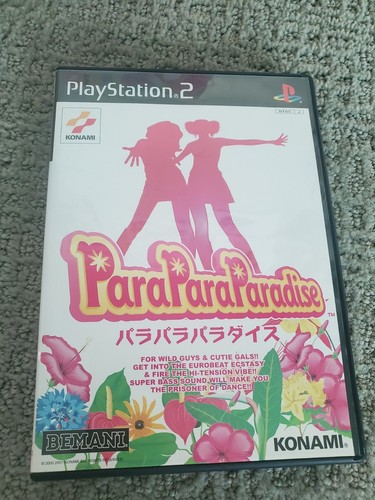 PlayStation®2
KONAMI
ParaParaParadise™
パラパラパラダイス
FOR WILD GUYS & CUTIE GALS!!
GET INTO THE EUROBEAT ECSTASY
& FIRE THE HI-TENSION VIBE!!
SUPER BASS SOUND WILL MAKE YOU
THE PRISONER OF DANCE!!
BEMANI
KONAMI